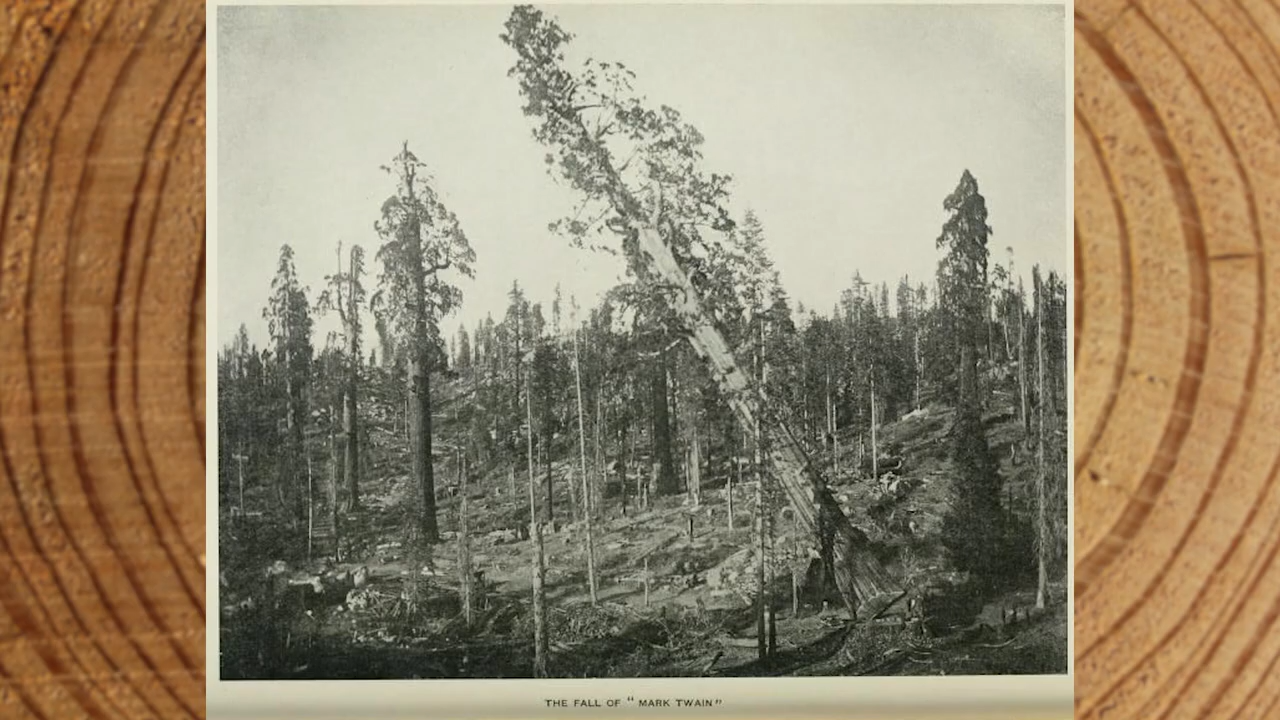 THE FALL OF “ MARK TWAIN”